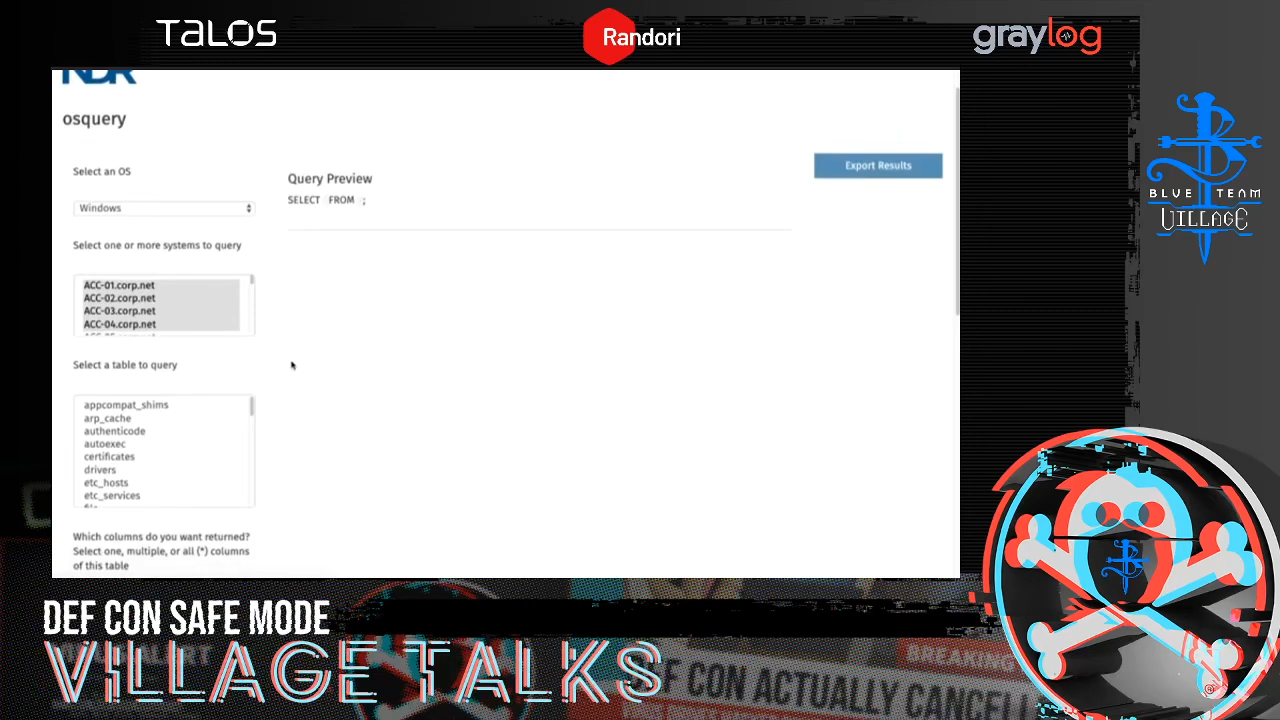 TALOS
Randori
graylog
NDR
osquery
Select an OS
Windows
Select one or more systems to query
ACC-01.corp.net
ACC-02.corp.net
ACC-03.corp.net
ACC-04.corp.net
Select a table to query
appcompat_shims
arp_cache
authenticode
autoexec
certificates
drivers
etc_hosts
etc_services
Which columns do you want returned?
Select one, multiple, or all (*) columns
of this table
Query Preview
SELECT FROM ;
Export Results
BLUE TEAM
VILLAGE
DEF CON SAFE MODE
VILLAGE TALKS
BREAKIN
DEF CON ACTUALLY CANCEL